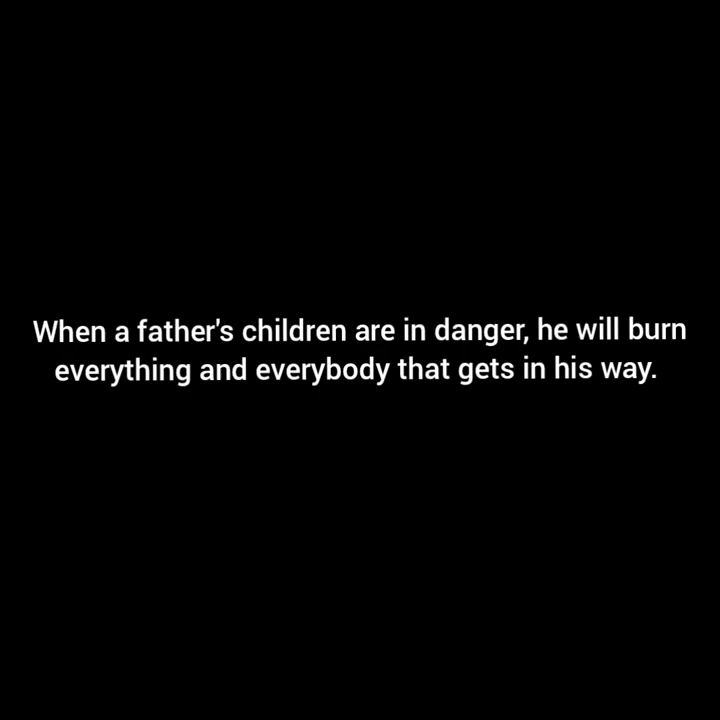 When a father's children are in danger, he will burn
everything and everybody that gets in his way.